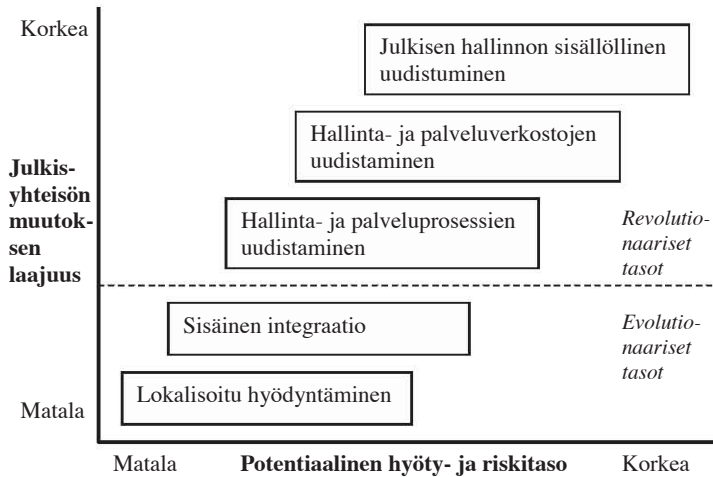 Korkea
Julkisen hallinnon sisällöllinen
uudistuminen
Hallinta- ja palveluverkostojen
uudistaminen
Julkis-
yhteisön
muutok-
sen
laajuus
Hallinta- ja palveluprosessien
uudistaminen
Revolutio-
naariset
tasot
Sisäinen integraatio
Evolutio-
naariset
tasot
Lokalisoitu hyödyntäminen
Matala
Matala
Potentiaalinen hyöty- ja riskitaso
Korkea